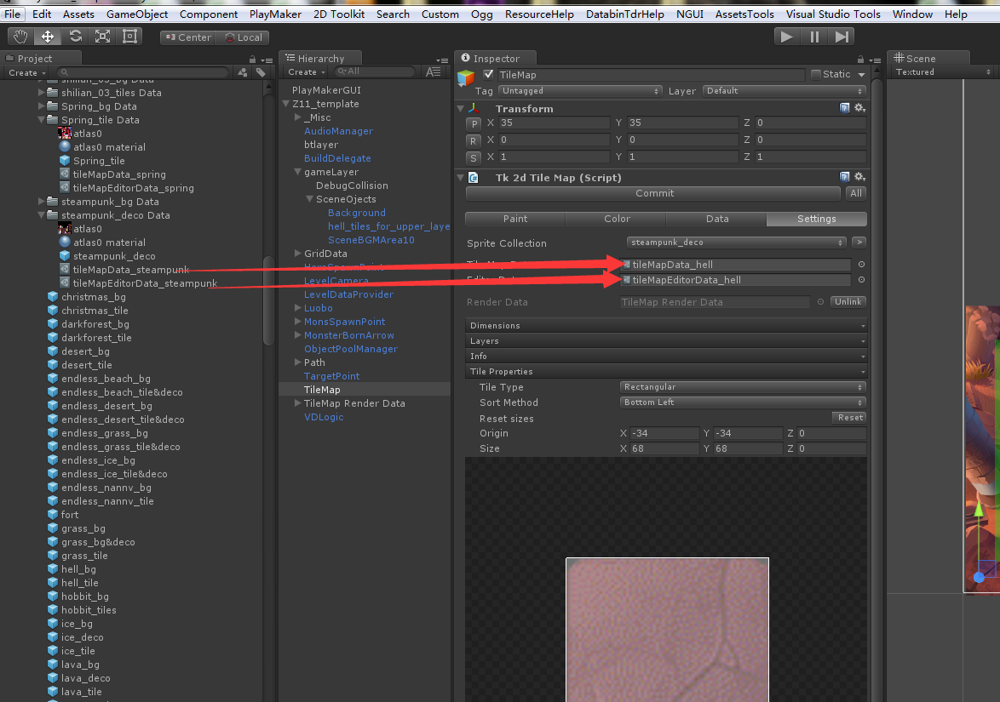 File Edit Assets GameObject Component PlayMaker 2D Toolkit Search Custom Ogg ResourceHelp DatabinTdrHelp NGUI AssetsTools Visual Studio Tools Window Help
Center Local
Project
Create
shilian_03_tiles Data
Spring_bg Data
Spring_tile Data
atlas0
atlas0 material
Spring_tile
tileMapData_spring
tileMapEditorData_spring
steampunk_bg Data
steampunk_deco Data
atlas0
atlas0 material
steampunk_deco
tileMapData_steampunk
tileMapEditorData_steampunk
christmas_bg
christmas_tile
darkforest_bg
darkforest_tile
desert_bg
desert_tile
endless_beach_bg
endless_beach_tile&deco
endless_desert_bg
endless_desert_tile&deco
endless_grass_bg
endless_grass_tile&deco
endless_ice_bg
endless_ice_tile&deco
endless_nannv_bg
endless_nannv_tile
fort
grass_bg
grass_bg&deco
grass_tile
hell_bg
hell_tile
hobbit_bg
hobbit_tiles
ice_bg
ice_deco
ice_tile
lava_bg
lava_deco
lava_tile
Hierarchy
Create All
PlayMakerGUI
Z11_template
_Misc
AudioManager
btlayer
BuildDelegate
gameLayer
DebugCollision
SceneOjects
Background
hell_tiles_for_upper_laye
SceneBGMArea10
GridData
LevelCamera
LevelDataProvider
Luobo
MonsSpawnPoint
MonsterBornArrow
ObjectPoolManager
Path
TargetPoint
TileMap
TileMap Render Data
VDLogic
Inspector
TileMap Static
Tag Untagged Layer Default
Transform
P X 35 Y 35 Z 0
R X 0 Y 0 Z 0
S X 1 Y 1 Z 1
Tk 2d Tile Map (Script)
Commit All
Paint Color Data Settings
Sprite Collection steampunk_deco >
tileMapData_hell
tileMapEditorData_hell
Render Data TileMap Render Data Unlink
Dimensions
Layers
Info
Tile Properties
Tile Type Rectangular
Sort Method Bottom Left
Reset sizes Reset
Origin X -34 Y -34 Z 0
Size X 68 Y 68 Z 0
Scene
Textured